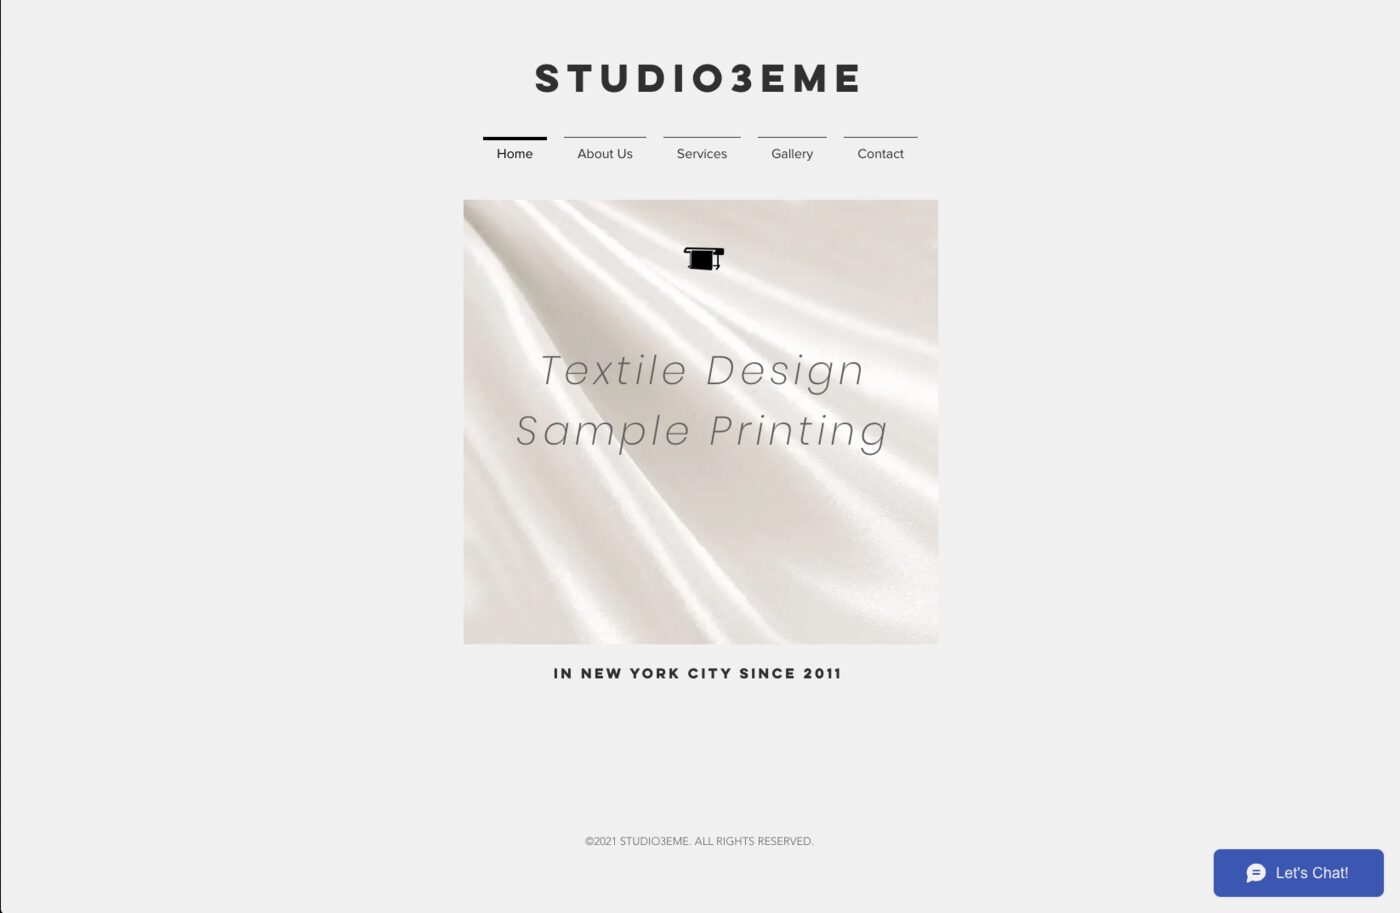 STUDIO3EME
Home
About Us
Services
Gallery
Contact
Textile Design
Sample Printing
IN NEW YORK CITY SINCE 2011
©2021 STUDIO3EME. ALL RIGHTS RESERVED.
Let's Chat!